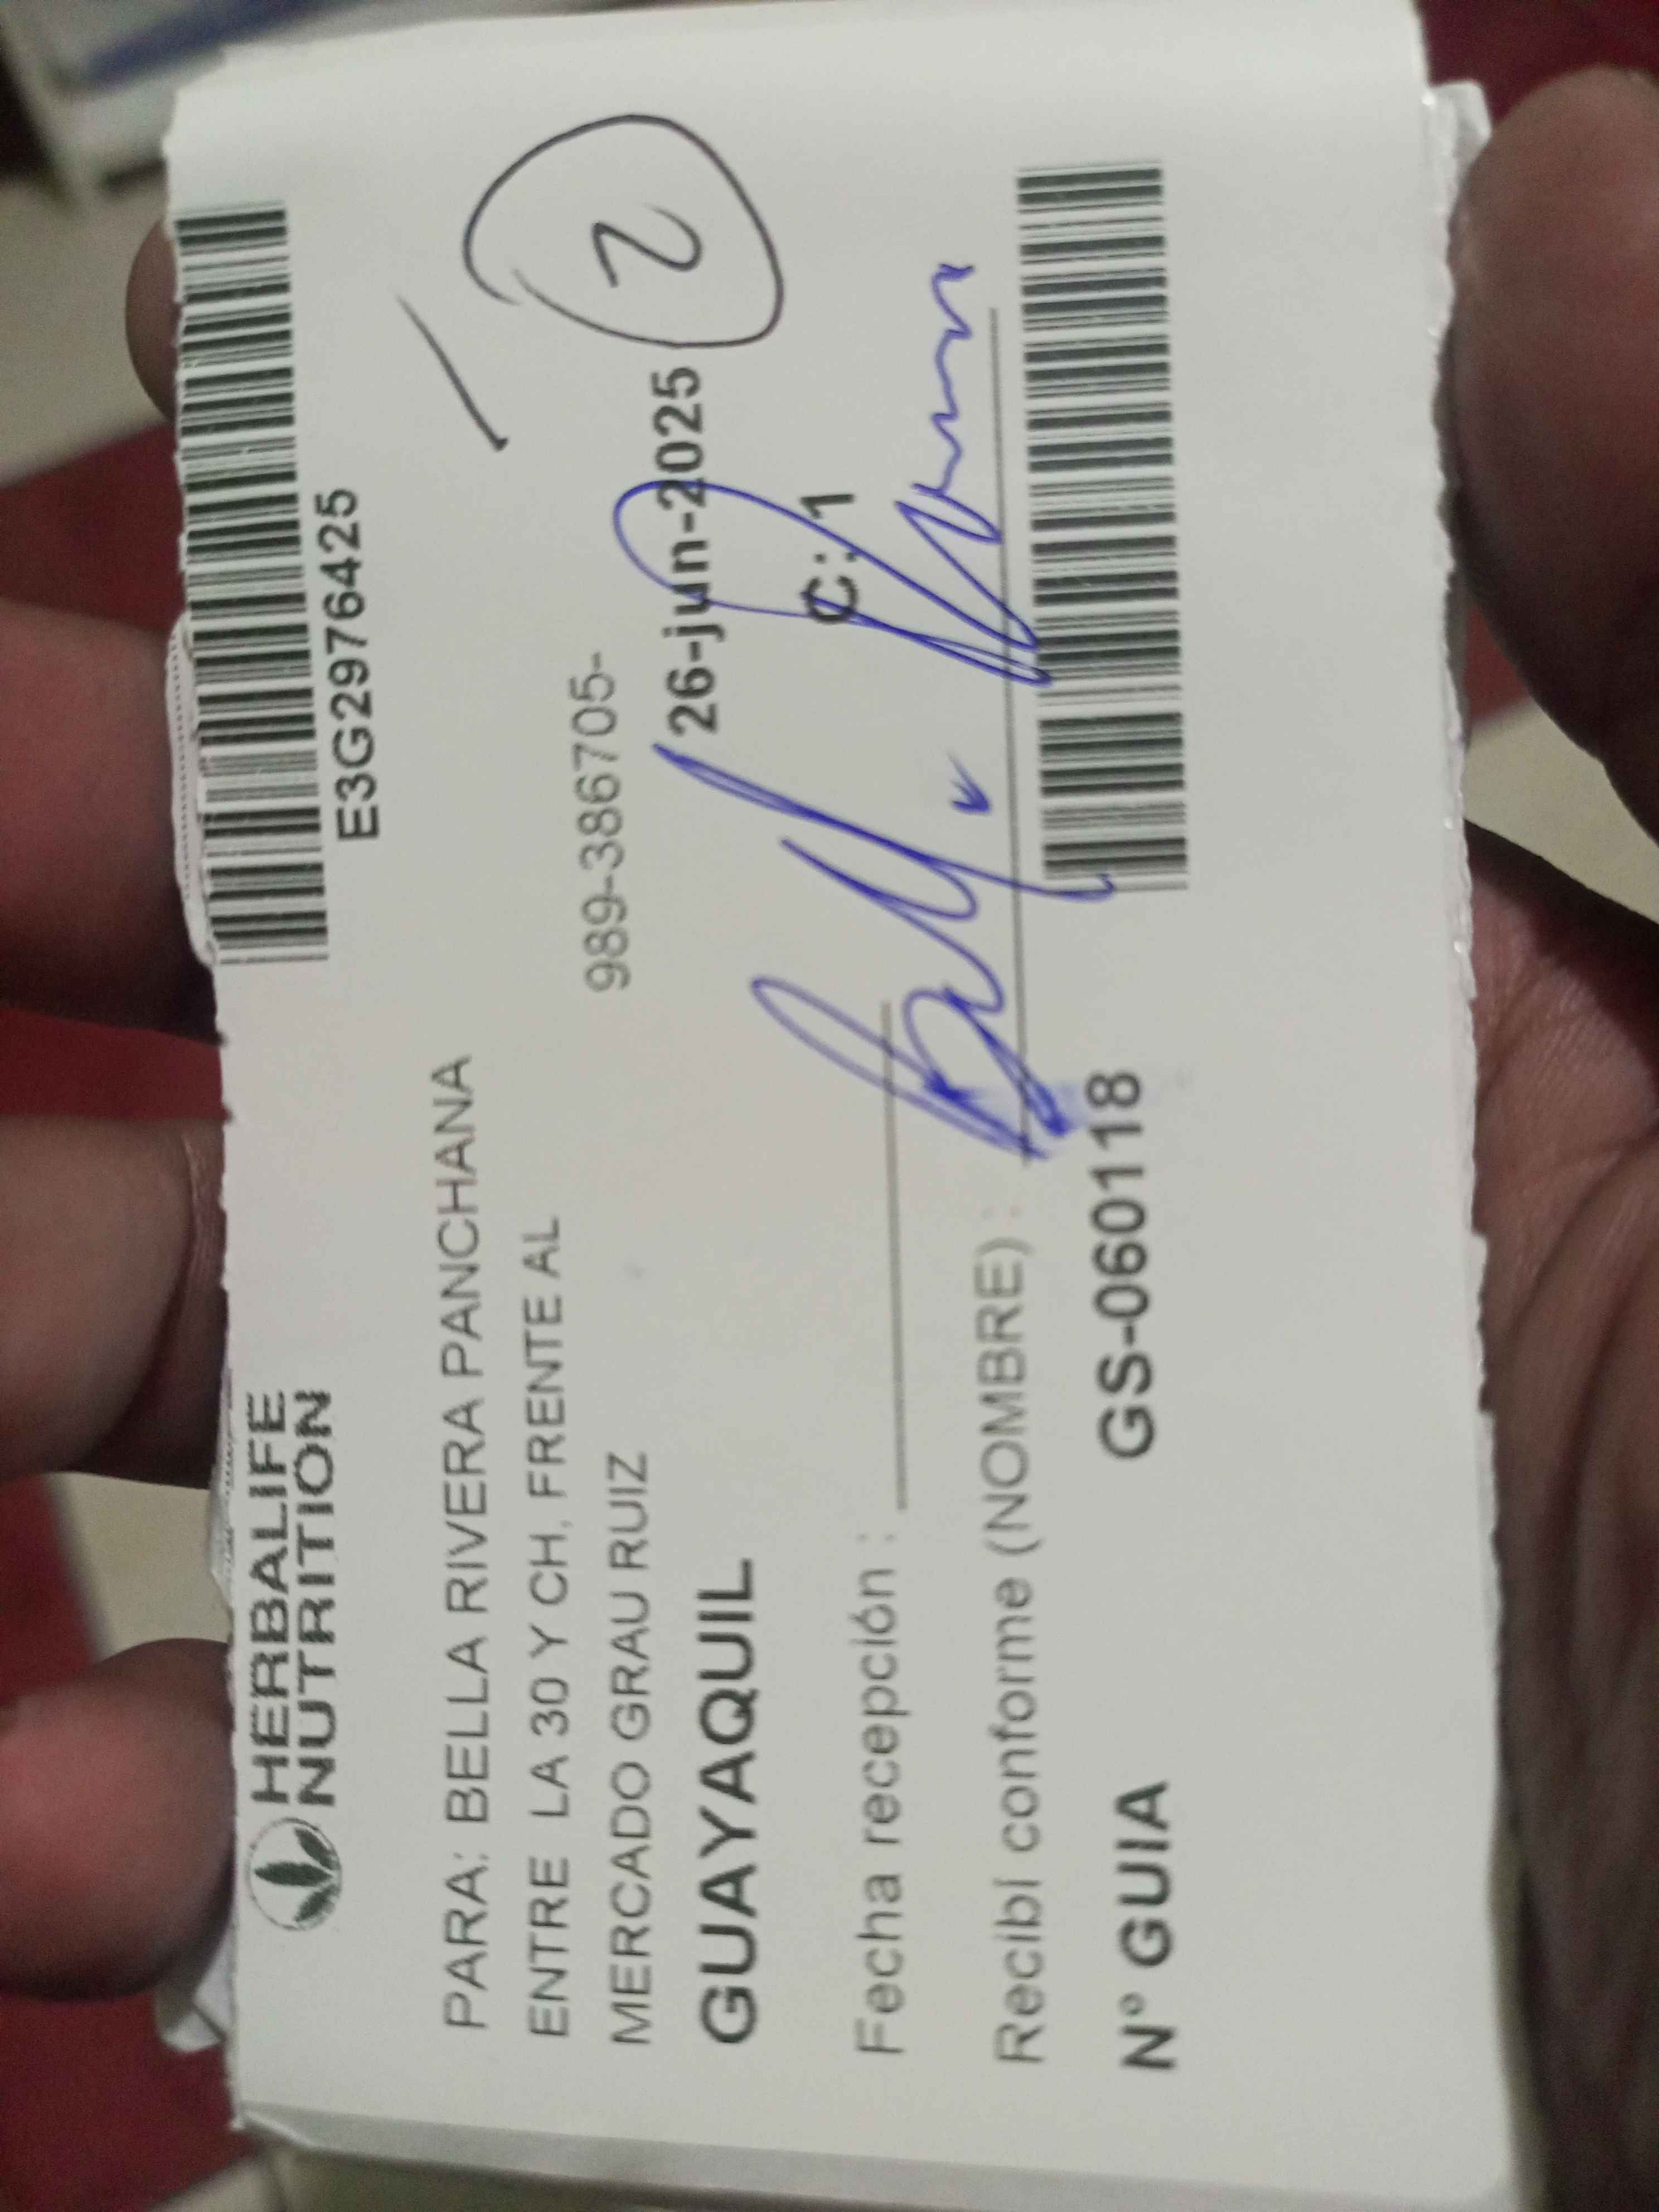 HERBALIFE
NUTRITION
E3G2976425
PARA: BELLA RIVERA PANCHANA
ENTRE LA 30 Y CH, FRENTE AL
989-386705-
MERCADO GRAU RUIZ
GUAYAQUIL
26-jun-2025
2
C: 1
Fecha recepción :
Recibí conforme (NOMBRE) :
N° GUIA GS-060118